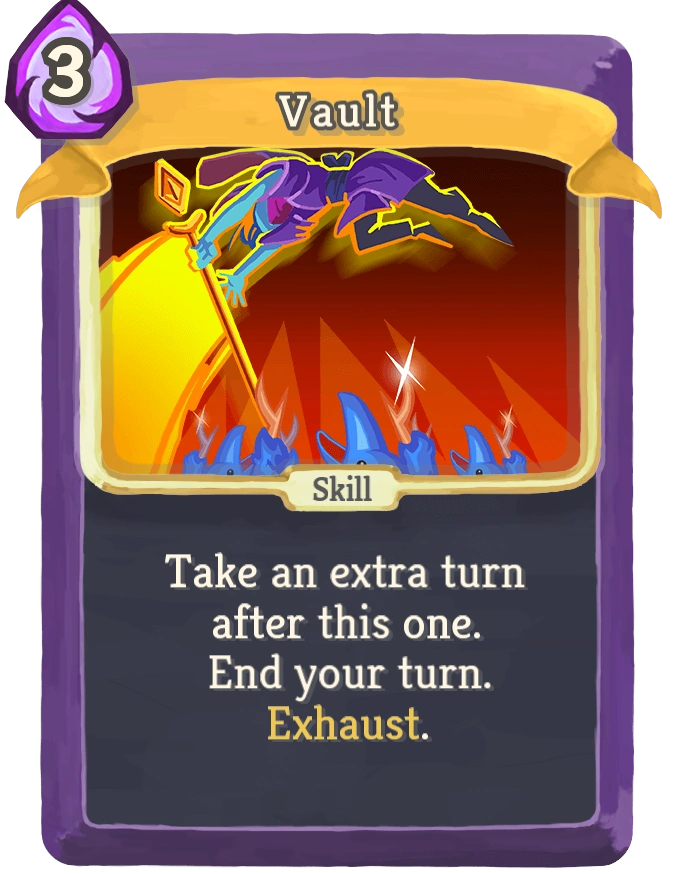 3
Vault
Skill
Take an extra turn
after this one.
End your turn.
Exhaust.